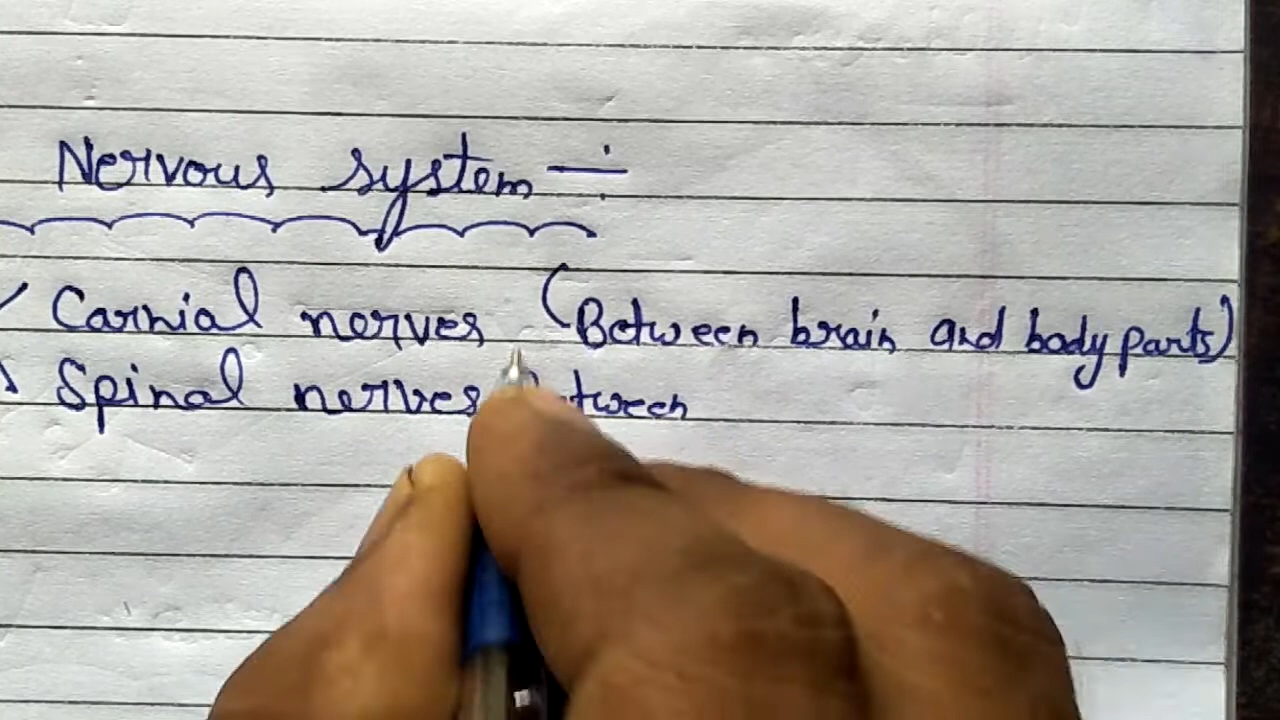 Nervous system ÷
Carnial nerves (Between brain and body parts)
Spinal nerves